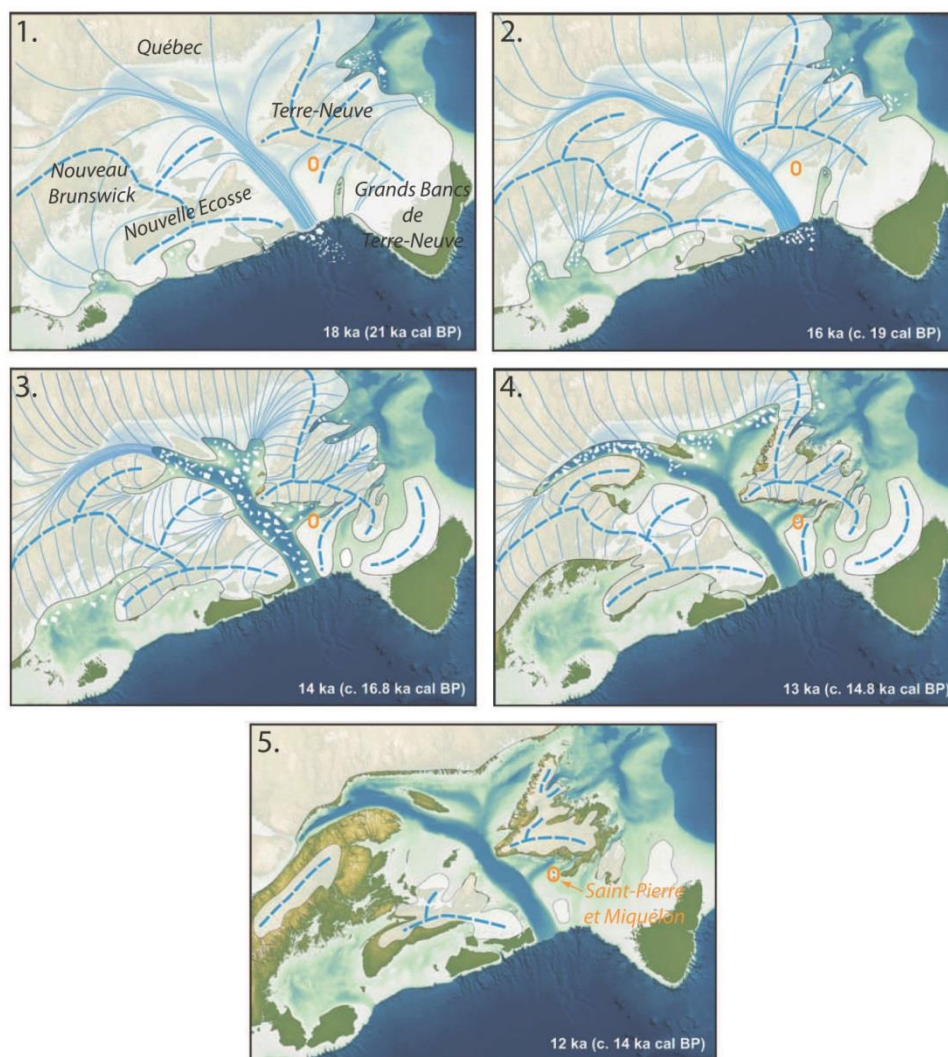 1.
Québec
Terre-Neuve
Nouveau
Brunswick
Nouvelle Ecosse
Grands Bancs
de
Terre-Neuve
18 ka (21 ka cal BP)
2.
16 ka (c. 19 cal BP)
3.
14 ka (c. 16.8 ka cal BP)
4.
13 ka (c. 14.8 ka cal BP)
5.
Saint-Pierre
et Miquelon
12 ka (c. 14 ka cal BP)